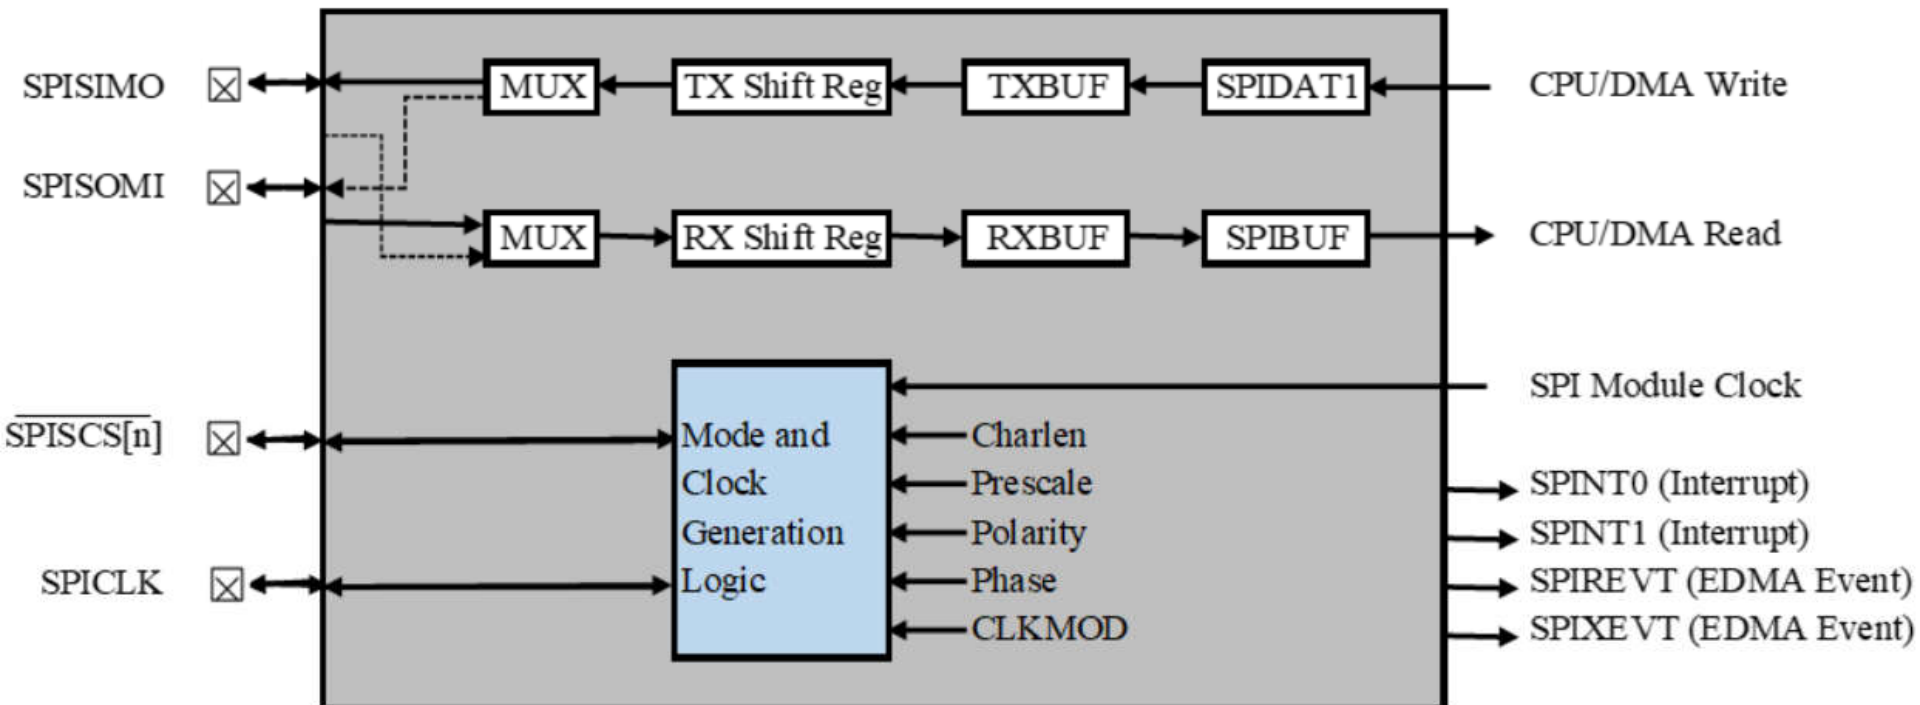 SPISIMO
MUX
TX Shift Reg
TXBUF
SPIDAT1
CPU/DMA Write
SPISOMI
MUX
RX Shift Reg
RXBUF
SPIBUF
CPU/DMA Read
SPI Module Clock
SPISCS[n]
Mode and
Clock
Generation
Logic
Charlen
Prescale
Polarity
Phase
CLKMOD
SPICLK
SPINT0 (Interrupt)
SPINT1 (Interrupt)
SPIREVT (EDMA Event)
SPIXEVT (EDMA Event)